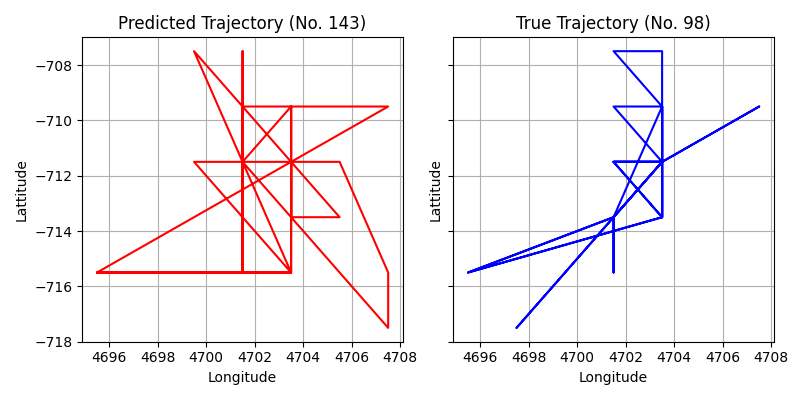 Predicted Trajectory (No. 143)
True Trajectory (No. 98)
Lattitude
−708
−710
−712
−714
−716
−718
4696 4698 4700 4702 4704 4706 4708
Longitude
Lattitude
4696 4698 4700 4702 4704 4706 4708
Longitude